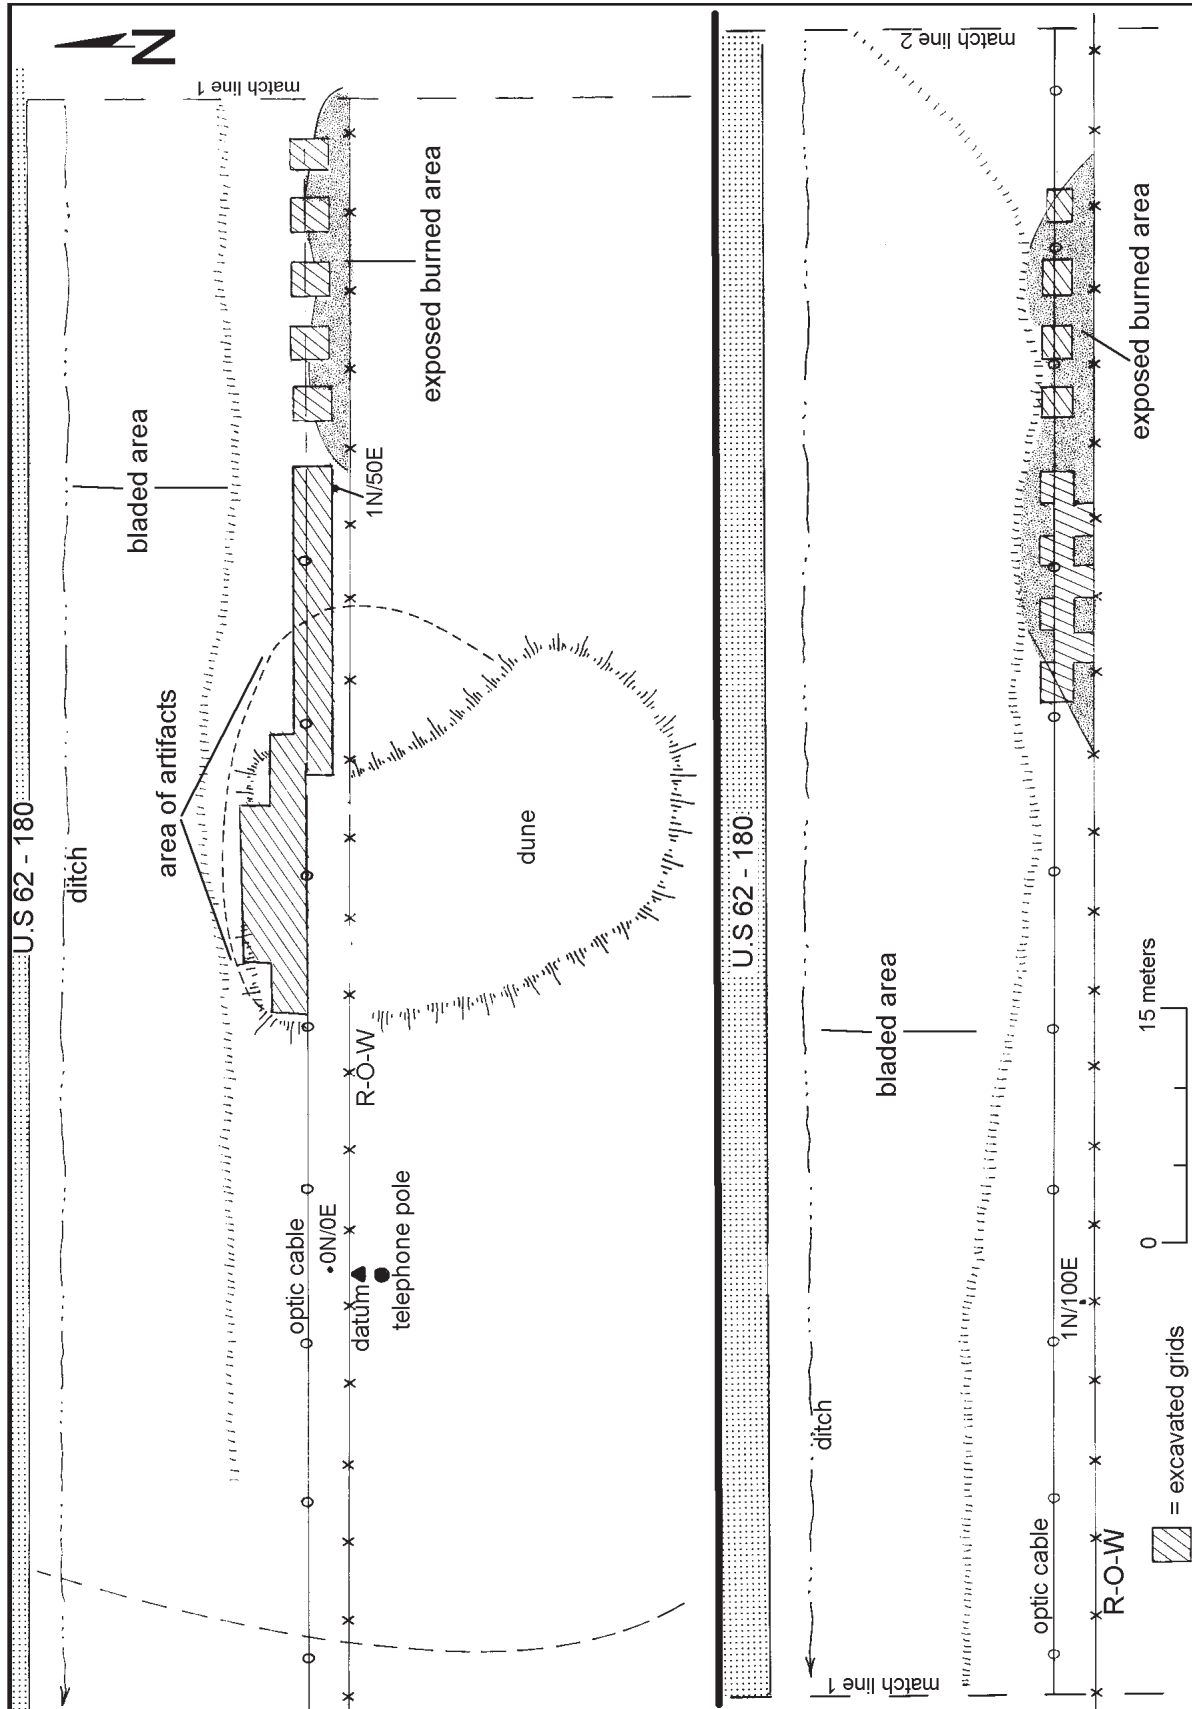 N
U.S 62 - 180
ditch
bladed area
match line 1
area of artifacts
exposed burned area
1N/50E
dune
R-O-W
optic cable
0N/0E
datum
telephone pole
U.S 62 - 180
ditch
bladed area
match line 2
match line 1
exposed burned area
1N/100E
optic cable
R-O-W
0
15 meters
= excavated grids